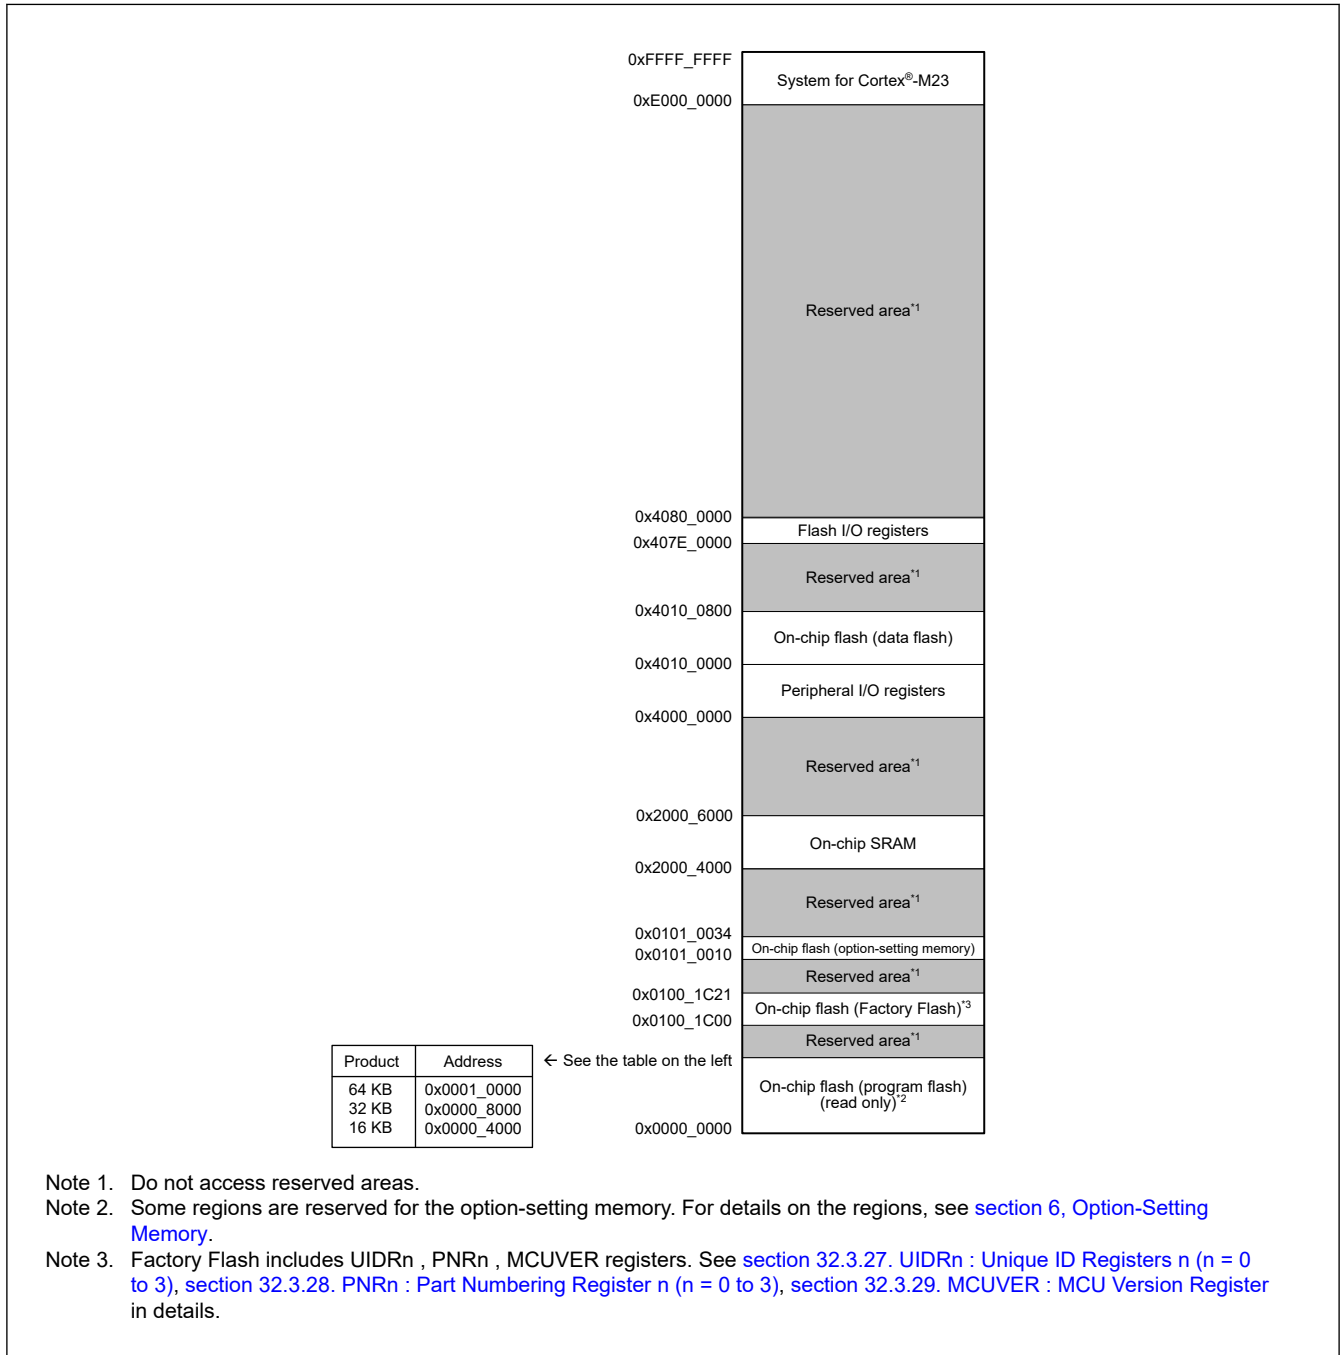 0xFFFF_FFFF
System for Cortex®-M23
0xE000_0000
Reserved area*1
0x4080_0000
Flash I/O registers
0x407E_0000
Reserved area*1
0x4010_0800
On-chip flash (data flash)
0x4010_0000
Peripheral I/O registers
0x4000_0000
Reserved area*1
0x2000_6000
On-chip SRAM
0x2000_4000
Reserved area*1
0x0101_0034
On-chip flash (option-setting memory)
0x0101_0010
Reserved area*1
0x0100_1C21
On-chip flash (Factory Flash)*3
0x0100_1C00
Reserved area*1
Product Address
← See the table on the left
64 KB 0x0001_0000
32 KB 0x0000_8000
16 KB 0x0000_4000
On-chip flash (program flash)
(read only)*2
0x0000_0000
Note 1. Do not access reserved areas.
Note 2. Some regions are reserved for the option-setting memory. For details on the regions, see section 6, Option-Setting
Memory.
Note 3. Factory Flash includes UIDRn , PNRn , MCUVER registers. See section 32.3.27. UIDRn : Unique ID Registers n (n = 0
to 3), section 32.3.28. PNRn : Part Numbering Register n (n = 0 to 3), section 32.3.29. MCUVER : MCU Version Register
in details.